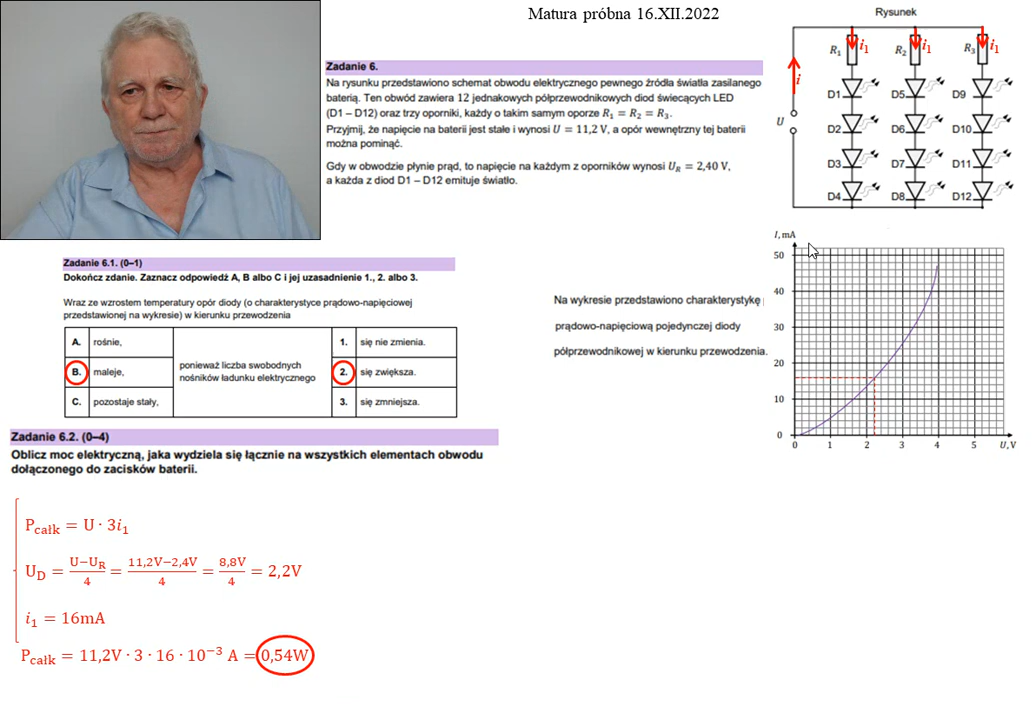 Matura próbna 16.XII.2022
Rysunek
Zadanie 6.
Na rysunku przedstawiono schemat obwodu elektrycznego pewnego źródła światła zasilanego
baterią. Ten obwód zawiera 12 jednakowych półprzewodnikowych diod świecących LED
(D1 – D12) oraz trzy oporniki, każdy o takim samym oporze R₁ = R₂ = R₃.
Przyjmij, że napięcie na baterii jest stałe i wynosi U = 11,2 V, a opór wewnętrzny tej baterii
można pominąć.
Gdy w obwodzie płynie prąd, to napięcie na każdym z oporników wynosi U_R = 2,40 V,
a każda z diod D1 – D12 emituje światło.
R₁ i₁ R₂ i₁ R₃ i₁
i
D1 D5 D9
U
D2 D6 D10
D3 D7 D11
D4 D8 D12
Zadanie 6.1. (0–1)
Dokończ zdanie. Zaznacz odpowiedź A, B albo C i jej uzasadnienie 1., 2. albo 3.
Wraz ze wzrostem temperatury opór diody (o charakterystyce prądowo-napięciowej
przedstawionej na wykresie) w kierunku przewodzenia
A. rośnie,
B. maleje,
C. pozostaje stały,
ponieważ liczba swobodnych
nośników ładunku elektrycznego
1. się nie zmienia.
2. się zwiększa.
3. się zmniejsza.
Na wykresie przedstawiono charakterystykę
prądowo-napięciową pojedynczej diody
półprzewodnikowej w kierunku przewodzenia.
I, mA
50
40
30
20
10
0
0 1 2 3 4 5 U, V
Zadanie 6.2. (0–4)
Oblicz moc elektryczną, jaka wydziela się łącznie na wszystkich elementach obwodu
dołączonego do zacisków baterii.
P_całk = U · 3i₁
U_D = (U−U_R)/4 = (11,2V−2,4V)/4 = 8,8V/4 = 2,2V
i₁ = 16mA
P_całk = 11,2V · 3 · 16 · 10⁻³ A = 0,54W